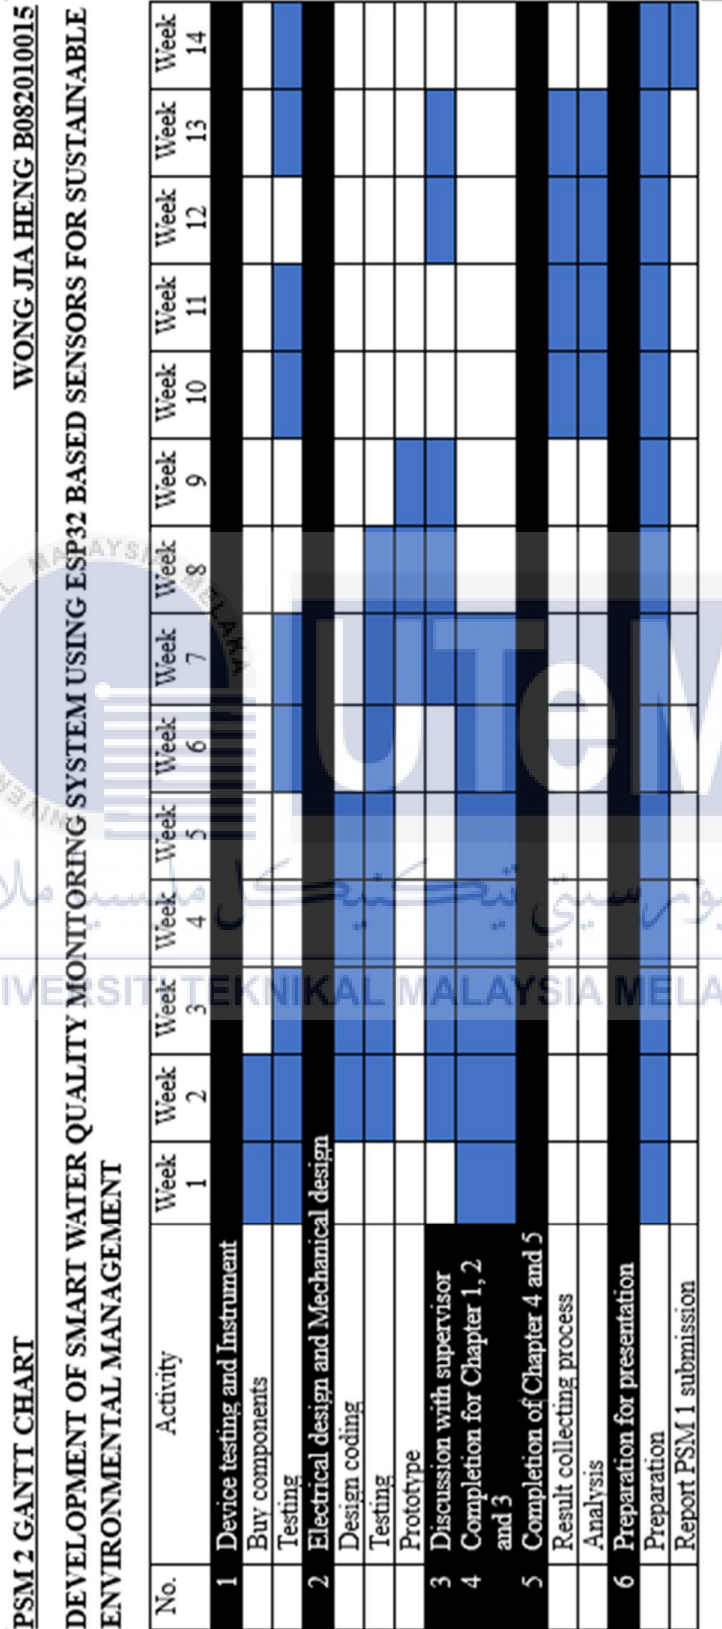 PSM 2 GANTT CHART WONG JIA HENG B082010015
DEVELOPMENT OF SMART WATER QUALITY MONITORING SYSTEM USING ESP32 BASED SENSORS FOR SUSTAINABLE
ENVIRONMENTAL MANAGEMENT
No. Activity Week 1 Week 2 Week 3 Week 4 Week 5 Week 6 Week 7 Week 8 Week 9 Week 10 Week 11 Week 12 Week 13 Week 14
1 Device testing and Instrument
Buy components
Testing
2 Electrical design and Mechanical design
Design coding
Testing
Prototype
3 Discussion with supervisor
4 Completion for Chapter 1, 2
and 3
5 Completion of Chapter 4 and 5
Result collecting process
Analysis
6 Preparation for presentation
Preparation
Report PSM 1 submission
UTeM
TEKNIKAL MALAYSIA